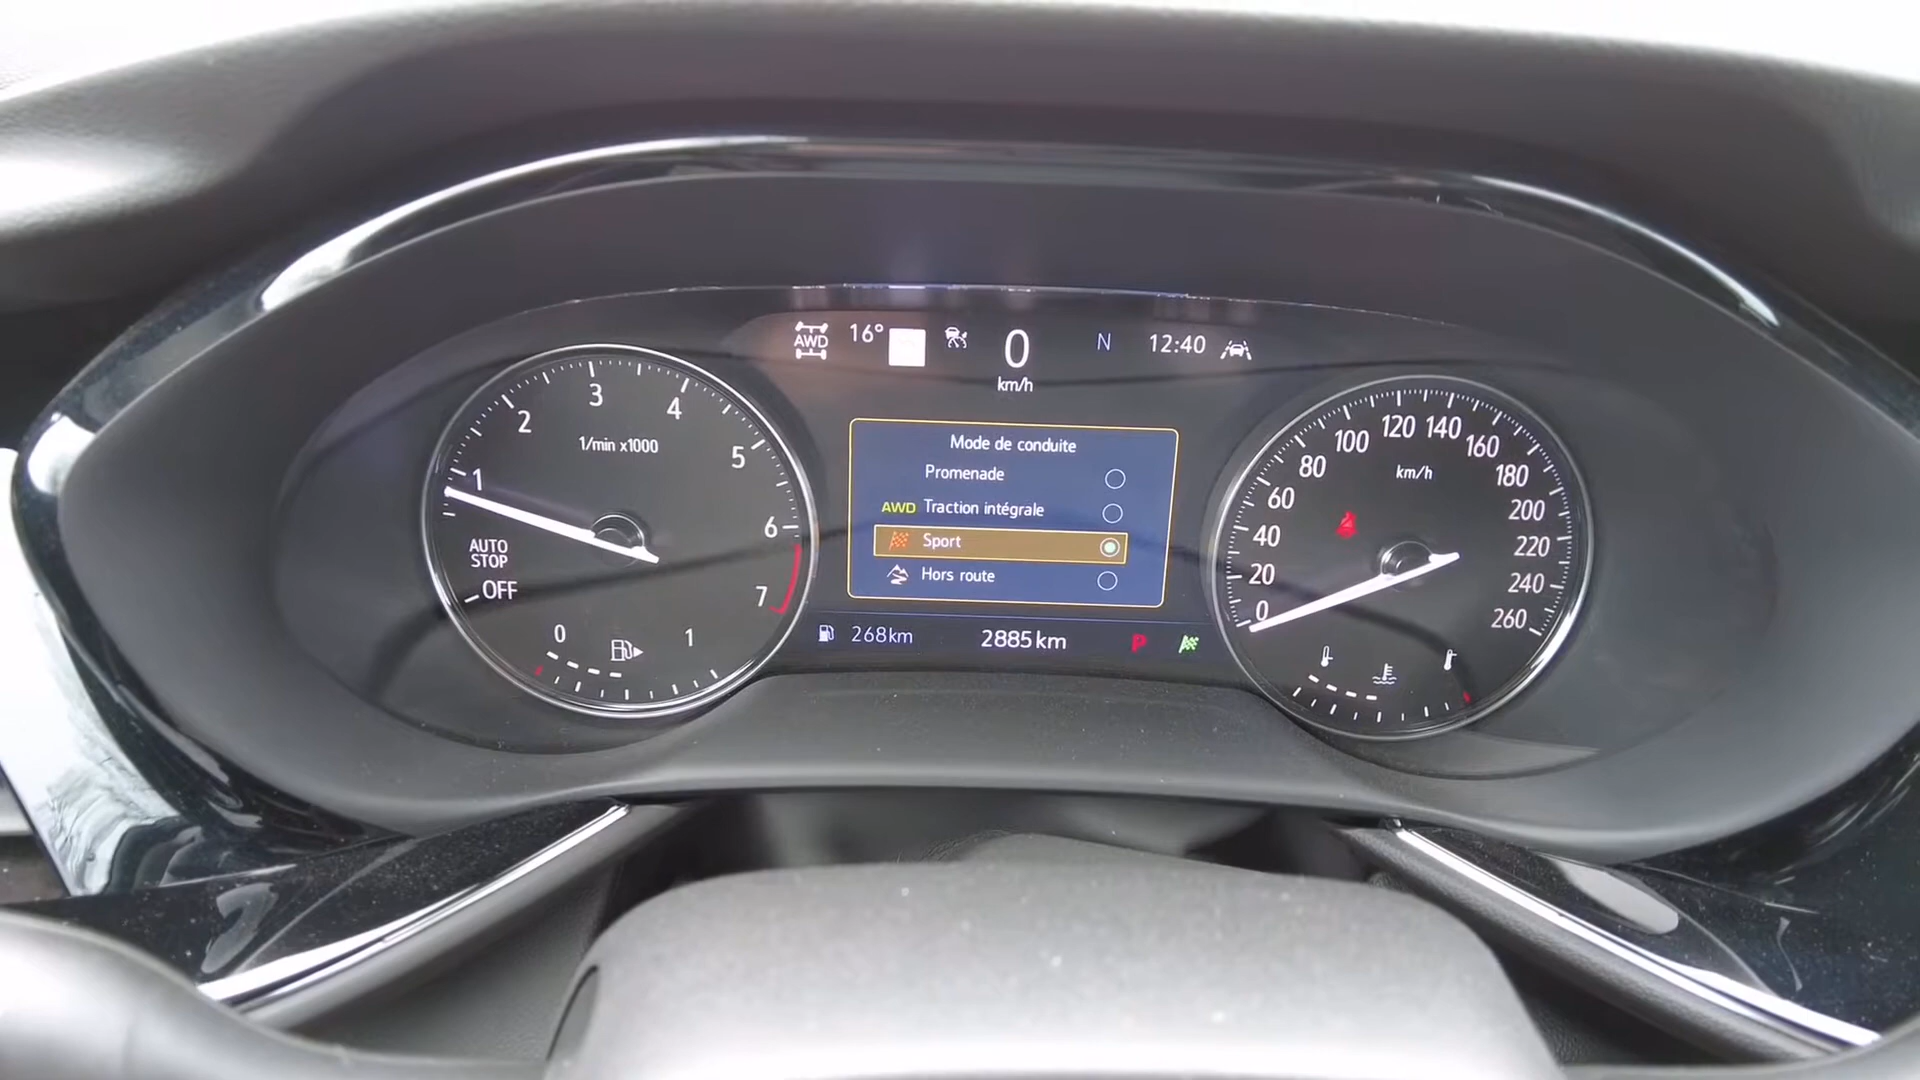 AWD 16° 0 N 12:40
km/h
1 2 3 4 5 6 7
1/min x1000
AUTO
STOP
OFF
0 1
Mode de conduite
Promenade
AWD Traction intégrale
Sport
Hors route
268km 2885km P
0 20 40 60 80 100 120 140 160 180 200 220 240 260
km/h